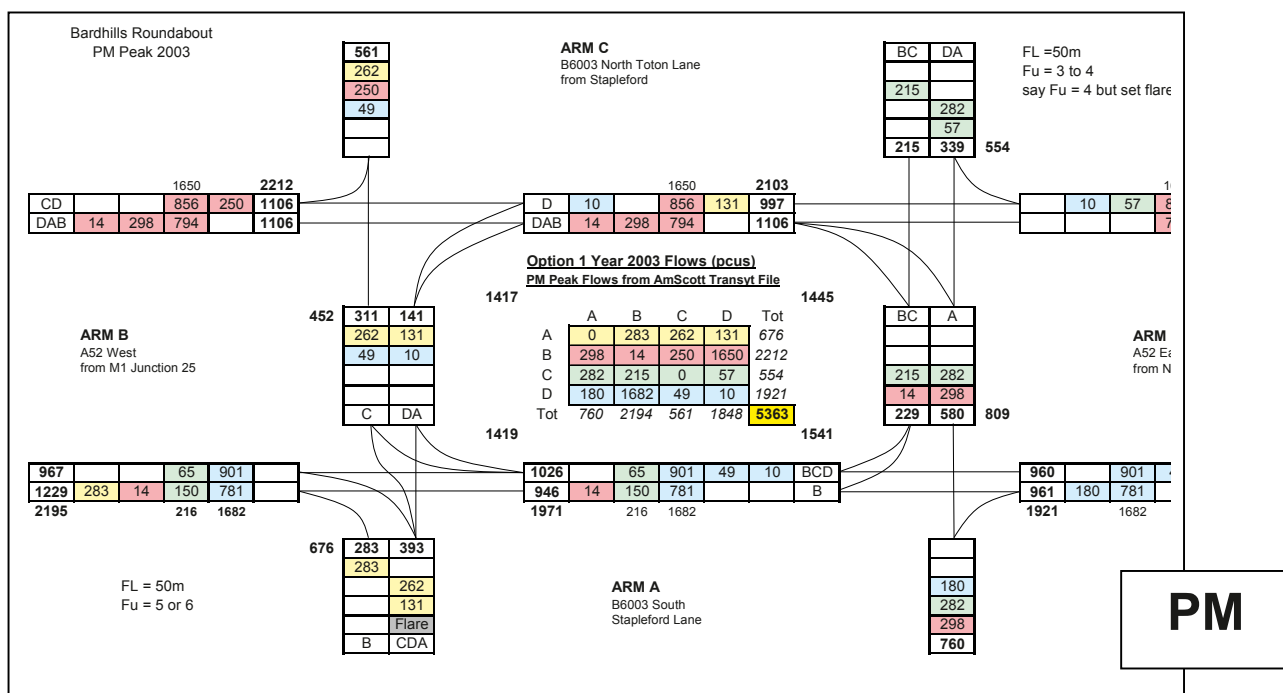 Bardhills Roundabout
PM Peak 2003
561
262
250
49
ARM C
B6003 North Toton Lane
from Stapleford
BC DA
215
282
57
215 339 554
FL =50m
Fu = 3 to 4
say Fu = 4 but set flare
1650 2212
CD 856 250 1106
DAB 14 298 794 1106
1650 2103
D 10 856 131 997
DAB 14 298 794 1106
10 57
Option 1 Year 2003 Flows (pcus)
PM Peak Flows from AmScott Transyt File
1417 1445
452 311 141
262 131
49 10
C DA
ARM B
A52 West
from M1 Junction 25
A B C D Tot
A 0 283 262 131 676
B 298 14 250 1650 2212
C 282 215 0 57 554
D 180 1682 49 10 1921
Tot 760 2194 561 1848 5363
BC A
215 282
14 298
229 580 809
ARM
A52 Ea
from N
1419 1541
967 65 901
1229 283 14 150 781
2195 216 1682
1026 65 901 49 10 BCD
946 14 150 781 B
1971 216 1682
960 901
961 180 781
1921 1682
676 283 393
283
262
131
Flare
B CDA
FL = 50m
Fu = 5 or 6
ARM A
B6003 South
Stapleford Lane
180
282
298
760
PM